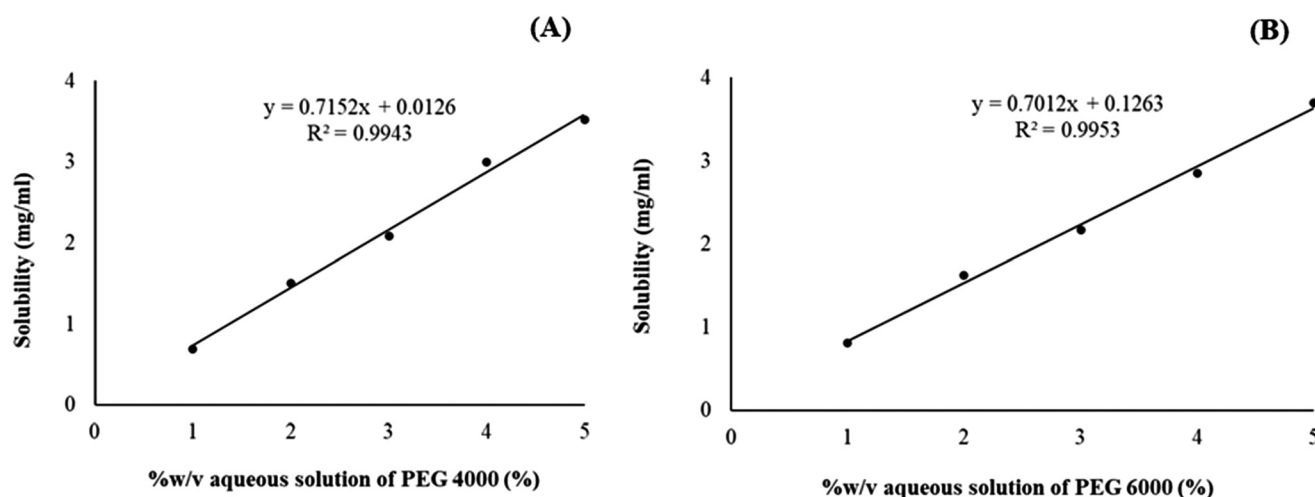 (A)
4
3
2
1
0
0 1 2 3 4 5
y = 0.7152x + 0.0126
R² = 0.9943
Solubility (mg/ml)
%w/v aqueous solution of PEG 4000 (%)
(B)
4
3
2
1
0
0 1 2 3 4 5
y = 0.7012x + 0.1263
R² = 0.9953
Solubility (mg/ml)
%w/v aqueous solution of PEG 6000 (%)